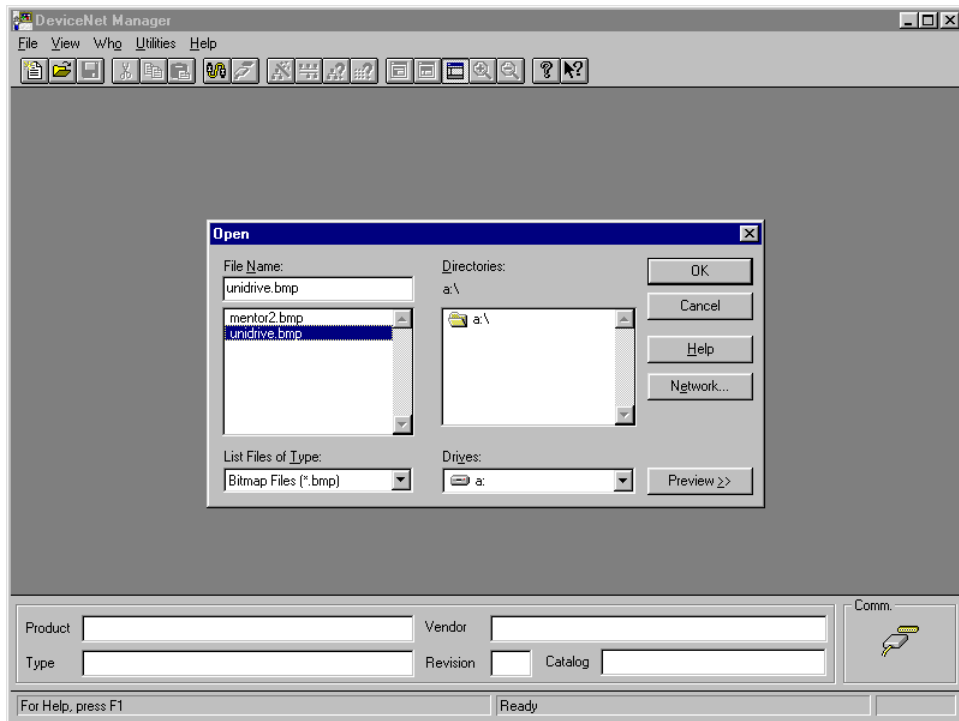 DeviceNet Manager
File View Who Utilities Help
Open
File Name:
unidrive.bmp
mentor2.bmp
unidrive.bmp
List Files of Type:
Bitmap Files (*.bmp)
Directories:
a:\
a:\
Drives:
a:
OK
Cancel
Help
Network...
Preview >>
Product
Vendor
Type
Revision
Catalog
Comm.
For Help, press F1
Ready